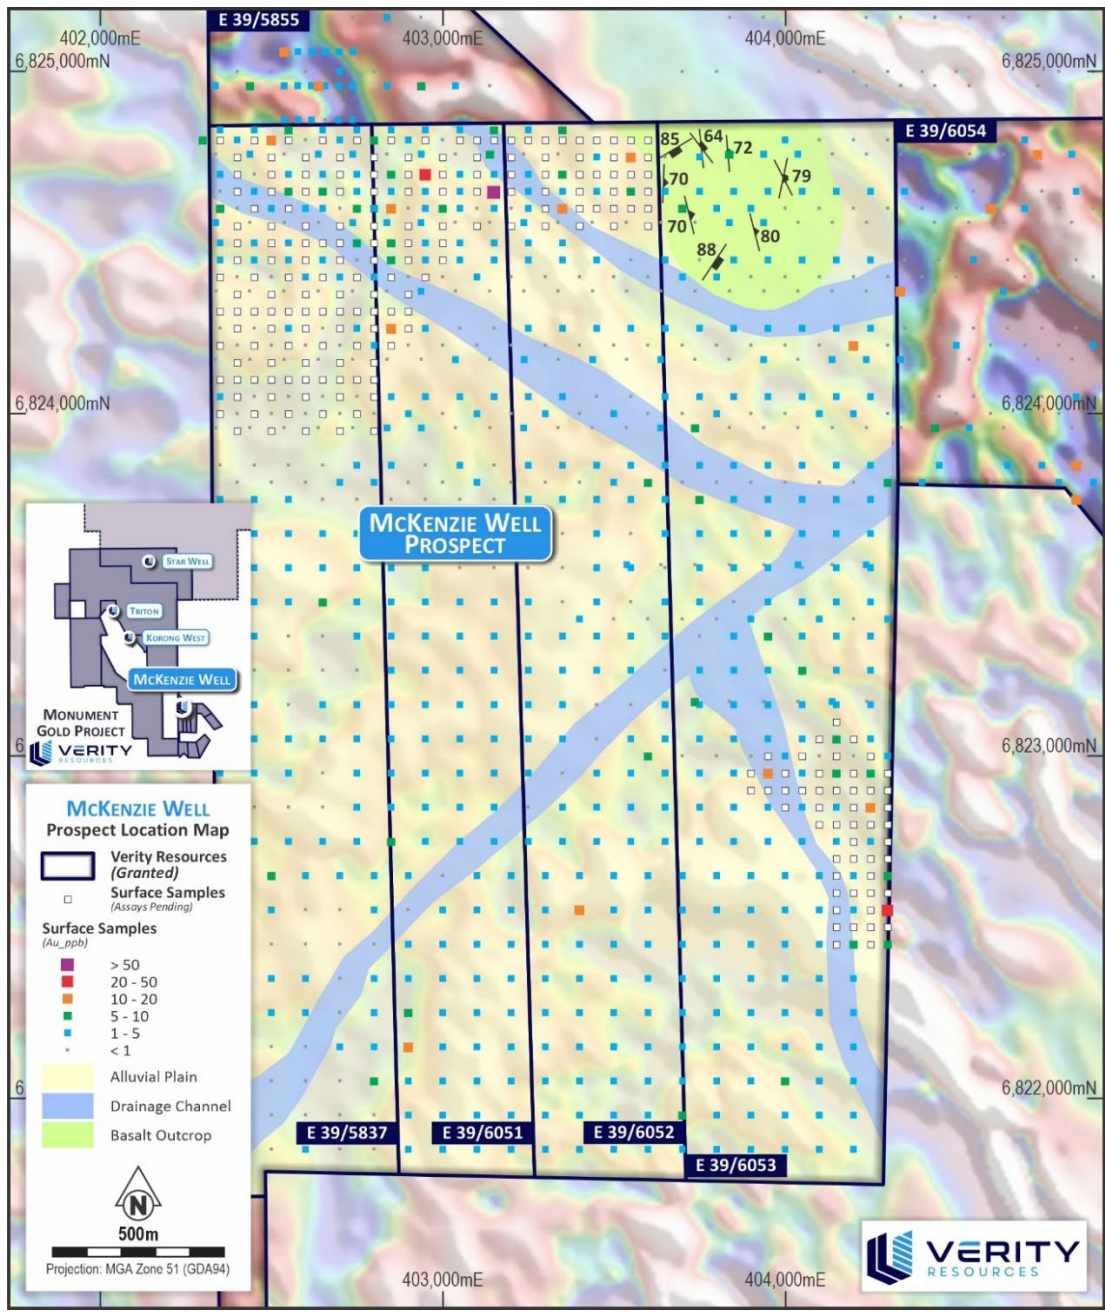 E 39/5855
402,000mE
403,000mE
404,000mE
6,825,000mN
6,825,000mN
E 39/6054
85
64
72
79
70
70
80
88
6,824,000mN
6,824,000mN
McKenzie Well
Prospect
Star Well
Triton
Korong West
McKenzie Well
Monument
Gold Project
VERITY
RESOURCES
6
6,823,000mN
McKenzie Well
Prospect Location Map
Verity Resources
(Granted)
Surface Samples
(Assays Pending)
Surface Samples
(Au_ppb)
> 50
20 - 50
10 - 20
5 - 10
1 - 5
< 1
6
6,822,000mN
Alluvial Plain
Drainage Channel
Basalt Outcrop
E 39/5837
E 39/6051
E 39/6052
E 39/6053
N
500m
Projection: MGA Zone 51 (GDA94)
403,000mE
404,000mE
VERITY
RESOURCES